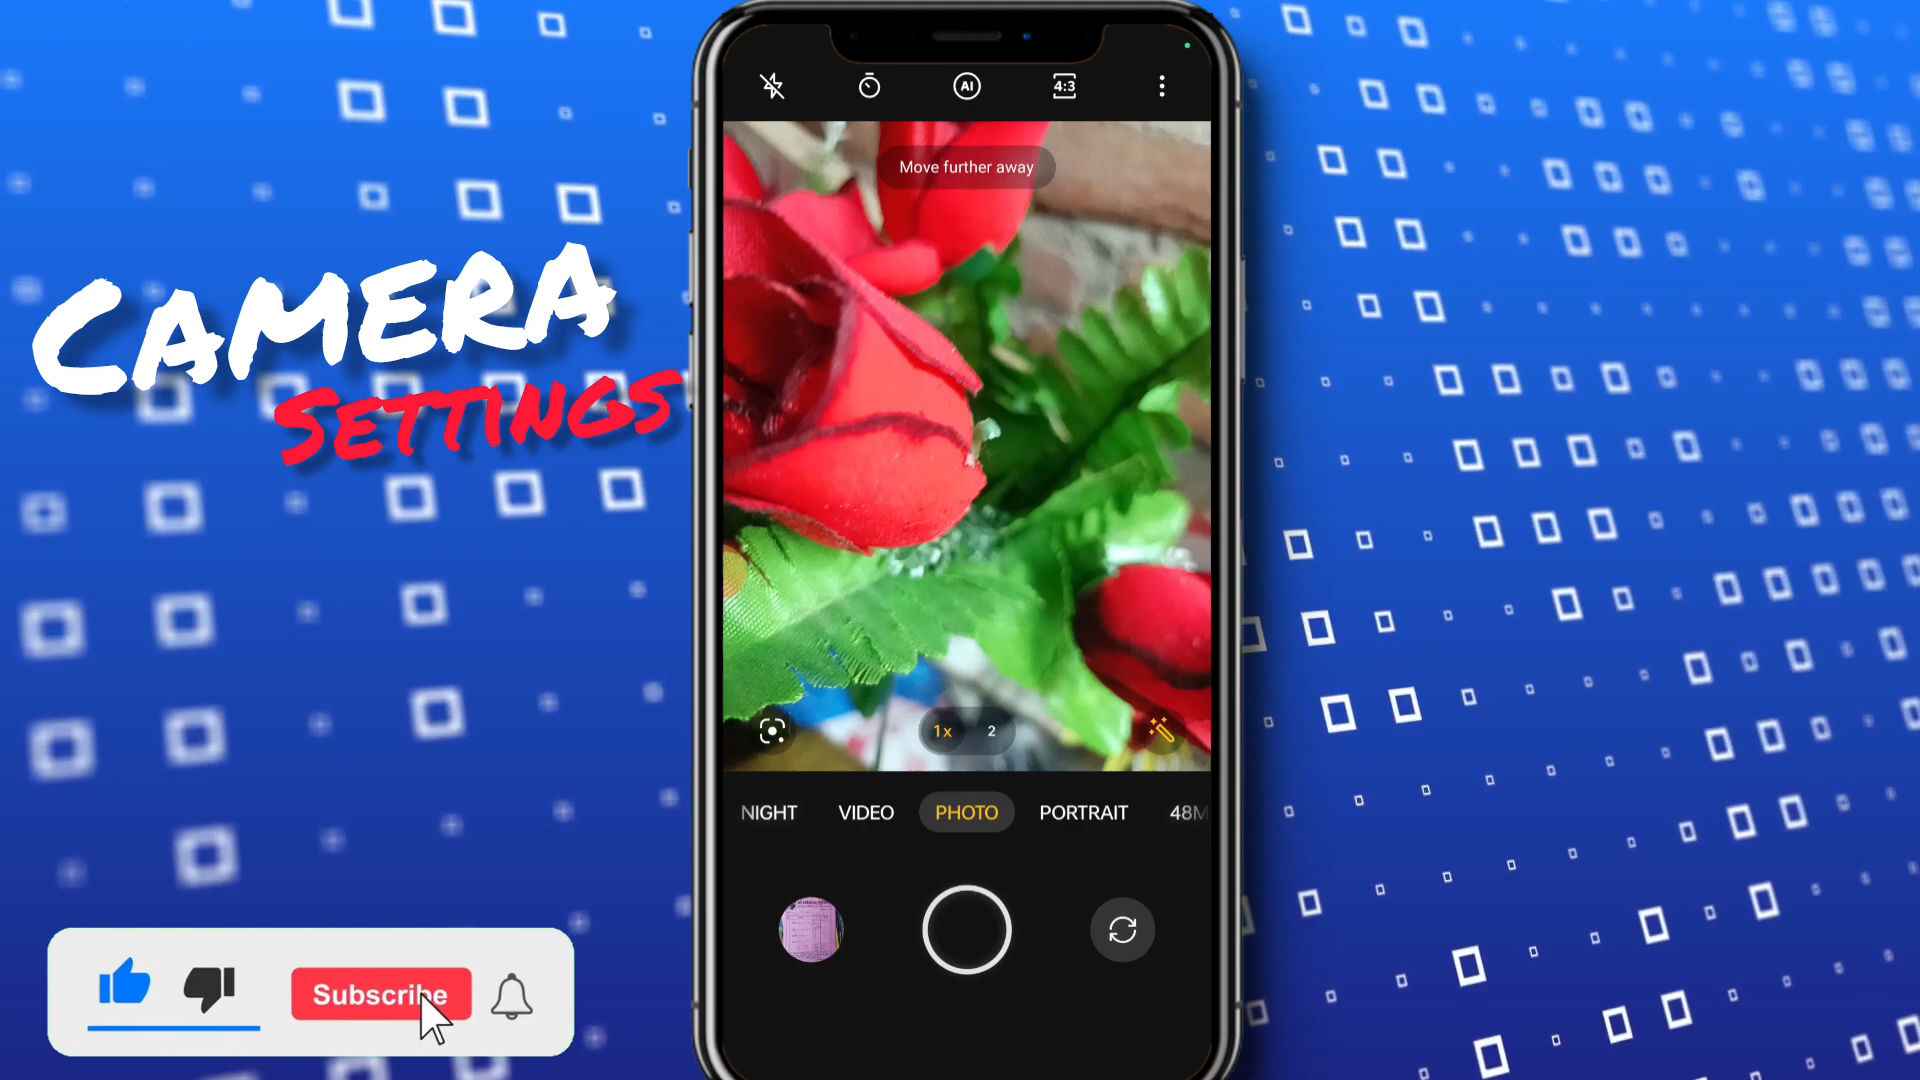 CAMERA
SETTINGS
AI
4:3
Move further away
1x 2
NIGHT VIDEO PHOTO PORTRAIT 48M
Subscribe